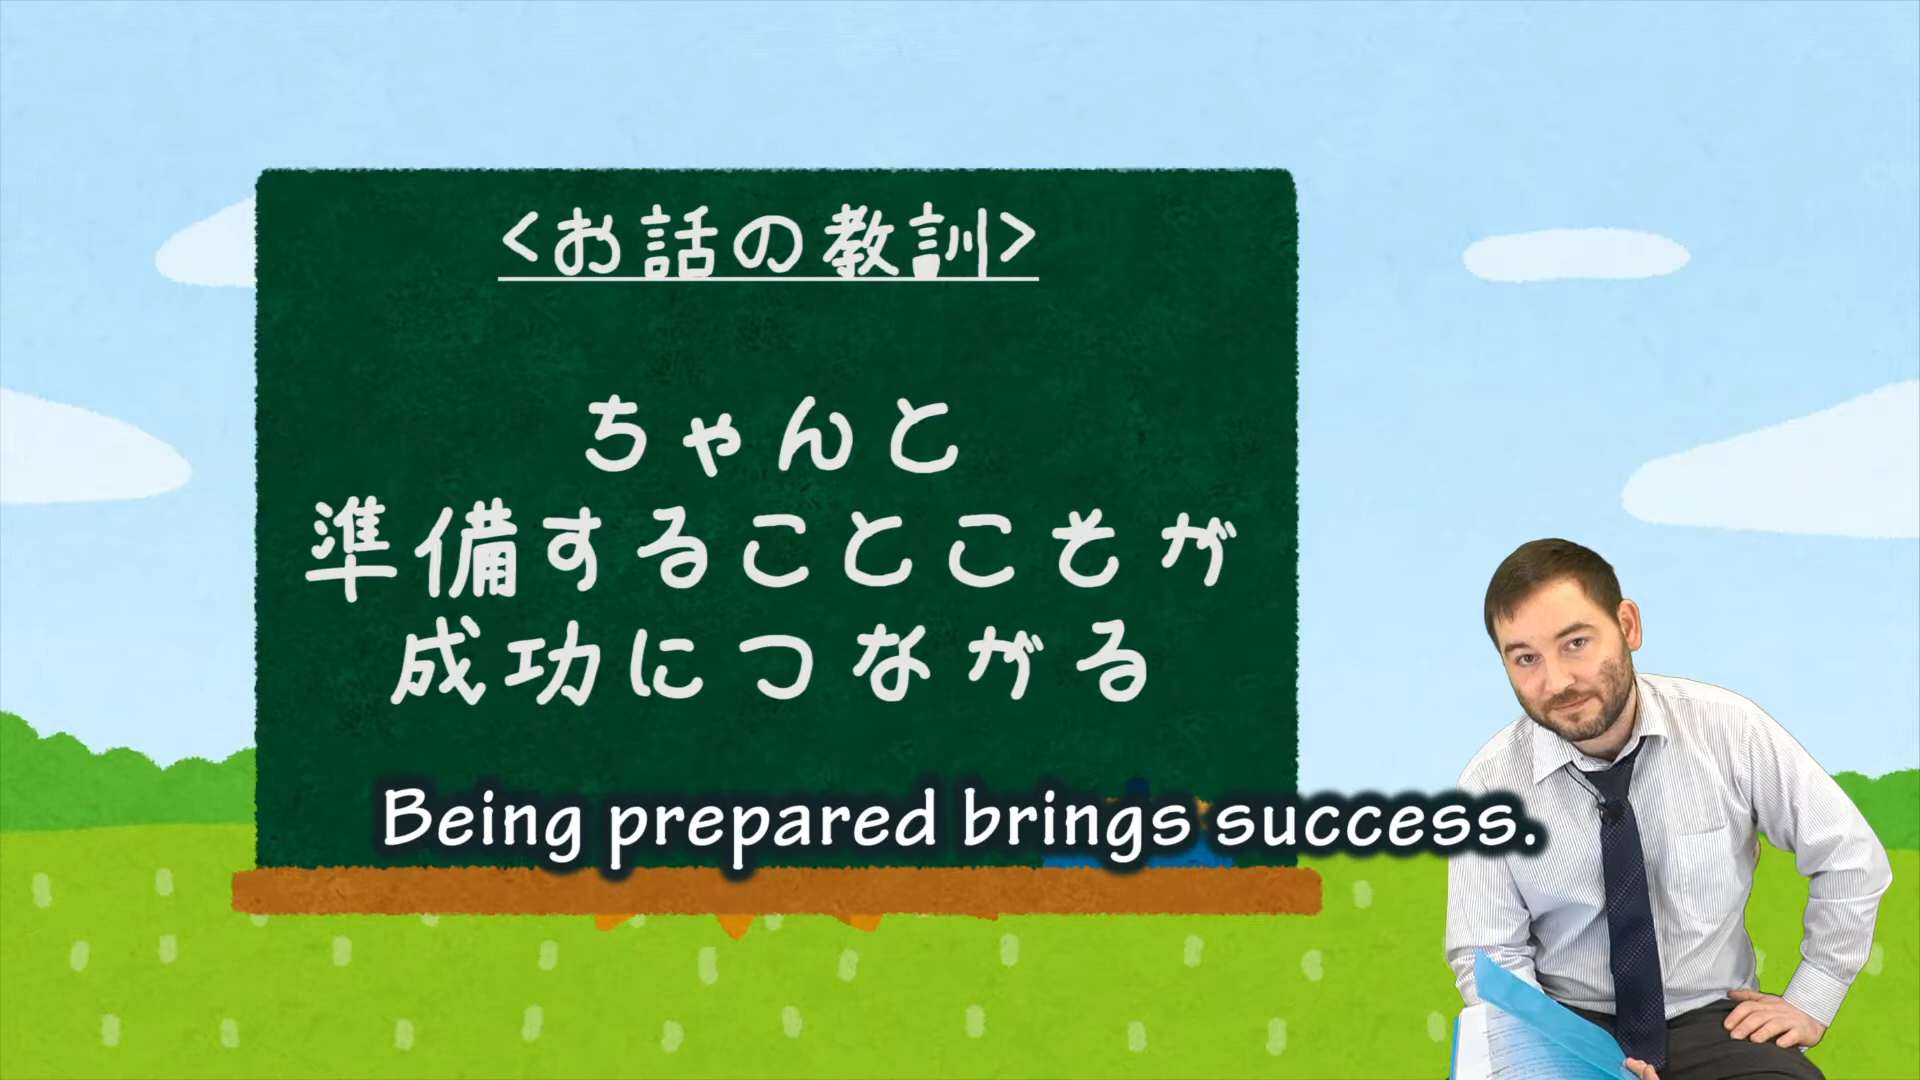 <お話の教訓>
ちゃんと
準備することこそが
成功につながる
Being prepared brings success.